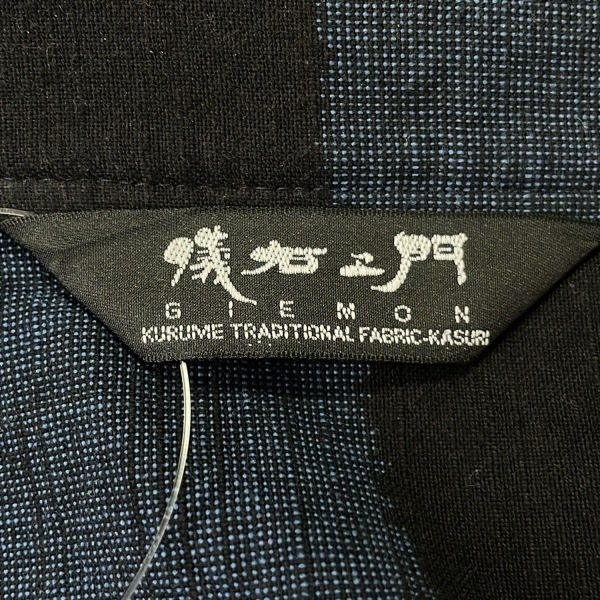 儀右ヱ門
GIEMON
KURUME TRADITIONAL FABRIC-KASURI